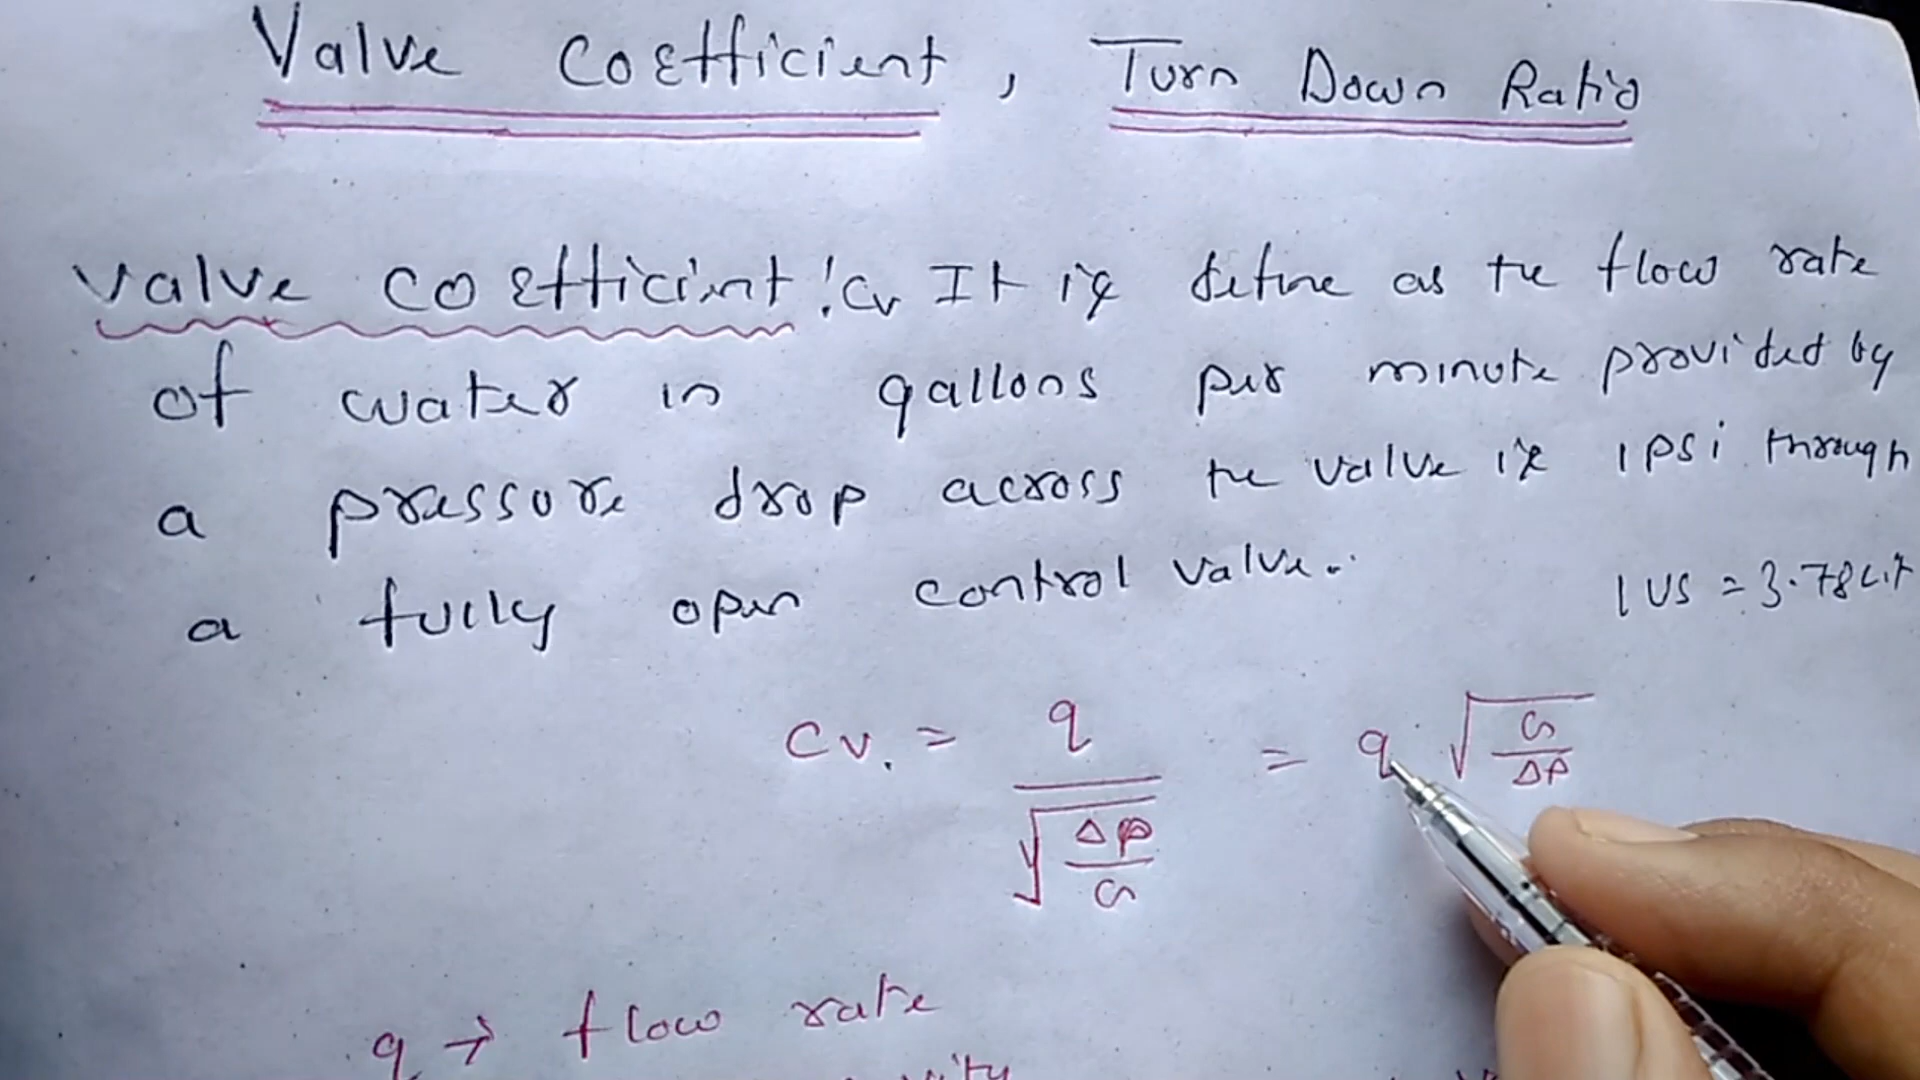 Valve Coefficient, Turn Down Ratio
Valve coefficient: Cv It is define as the flow rate
of water in gallons per minute provided by
a pressure drop across the valve is 1 psi through
a fully open control valve.
1 US = 3.78 Lit
Cv. = q / √(ΔP/G) = q √(G/ΔP)
q → flow rate